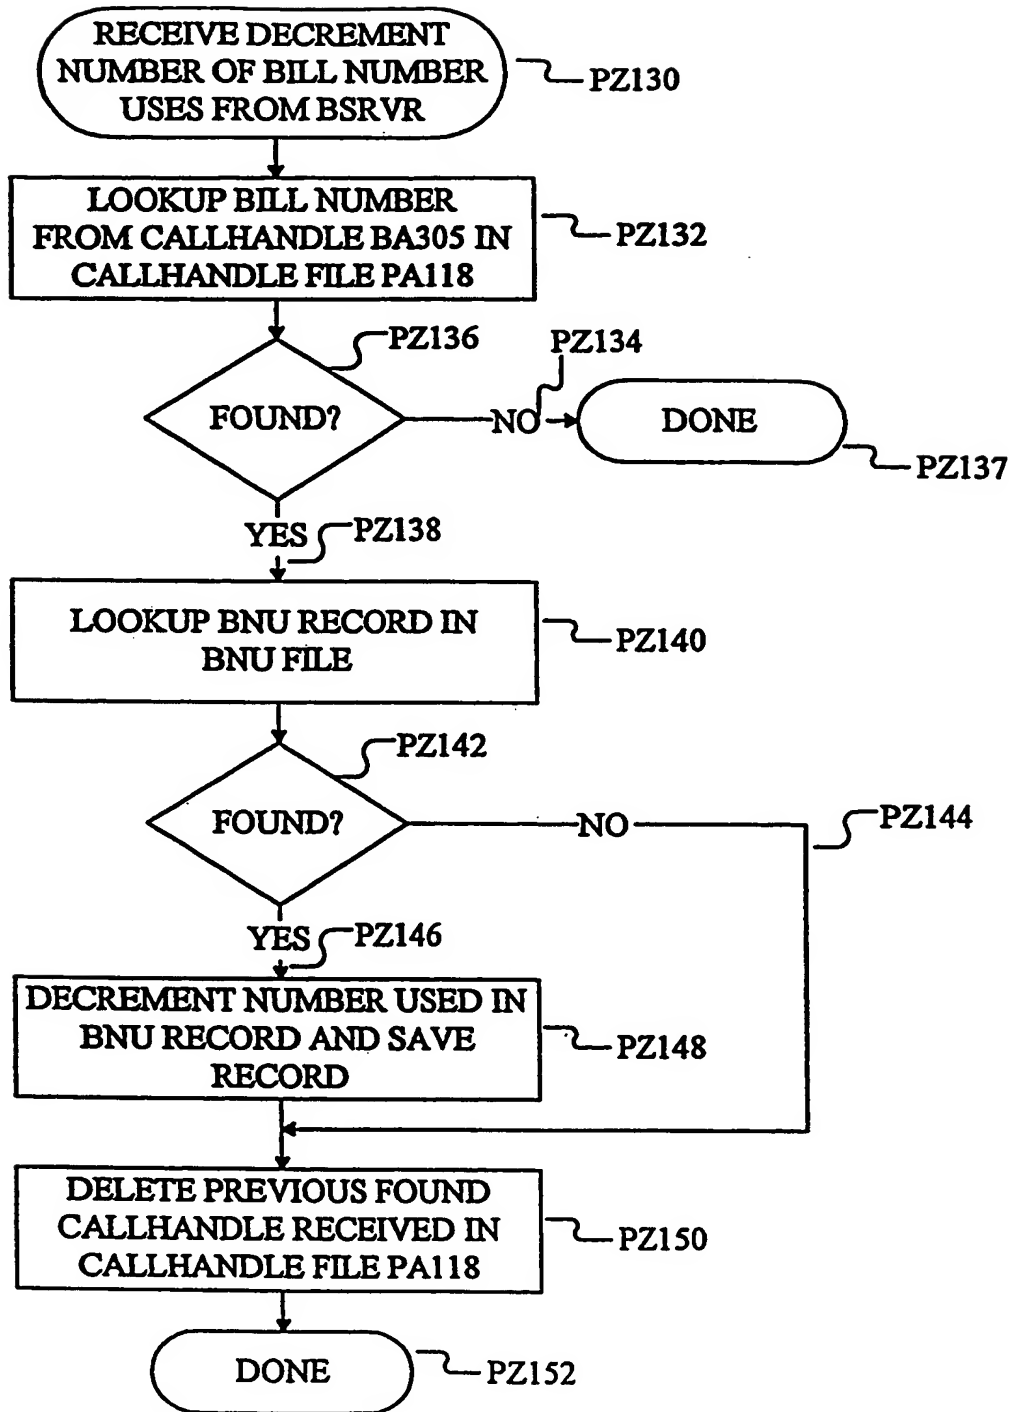 RECEIVE DECREMENT
NUMBER OF BILL NUMBER
USES FROM BSRVR
PZ130
LOOKUP BILL NUMBER
FROM CALLHANDLE BA305 IN
CALLHANDLE FILE PA118
PZ132
PZ136
PZ134
FOUND?
NO
DONE
PZ137
YES
PZ138
LOOKUP BNU RECORD IN
BNU FILE
PZ140
PZ142
FOUND?
NO
PZ144
YES
PZ146
DECREMENT NUMBER USED IN
BNU RECORD AND SAVE
RECORD
PZ148
DELETE PREVIOUS FOUND
CALLHANDLE RECEIVED IN
CALLHANDLE FILE PA118
PZ150
DONE
PZ152